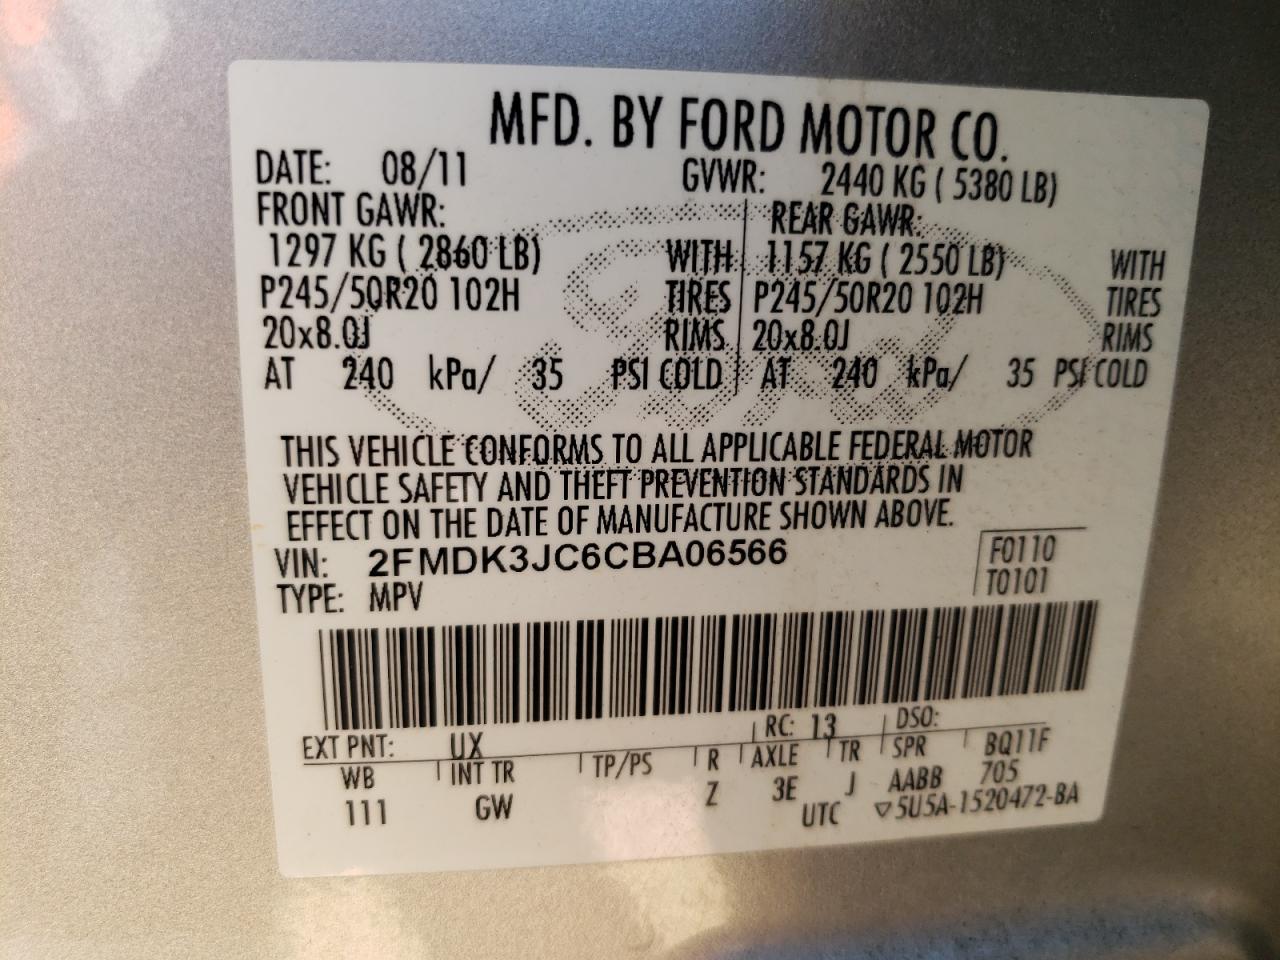 MFD. BY FORD MOTOR CO.
DATE: 08/11 GVWR: 2440 KG ( 5380 LB)
FRONT GAWR: REAR GAWR:
1297 KG ( 2860 LB) WITH 1157 KG ( 2550 LB) WITH
P245/50R20 102H TIRES P245/50R20 102H TIRES
20x8.0J RIMS 20x8.0J RIMS
AT 240 kPa/ 35 PSI COLD AT 240 kPa/ 35 PSI COLD
Ford
THIS VEHICLE CONFORMS TO ALL APPLICABLE FEDERAL MOTOR
VEHICLE SAFETY AND THEFT PREVENTION STANDARDS IN
EFFECT ON THE DATE OF MANUFACTURE SHOWN ABOVE.
VIN: 2FMDK3JC6CBA06566 F0110
TYPE: MPV T0101
EXT PNT: UX RC: 13 DSO:
WB INT TR TP/PS R AXLE TR SPR BQ11F
111 GW Z 3E J AABB 705
UTC ▽5U5A-1520472-BA